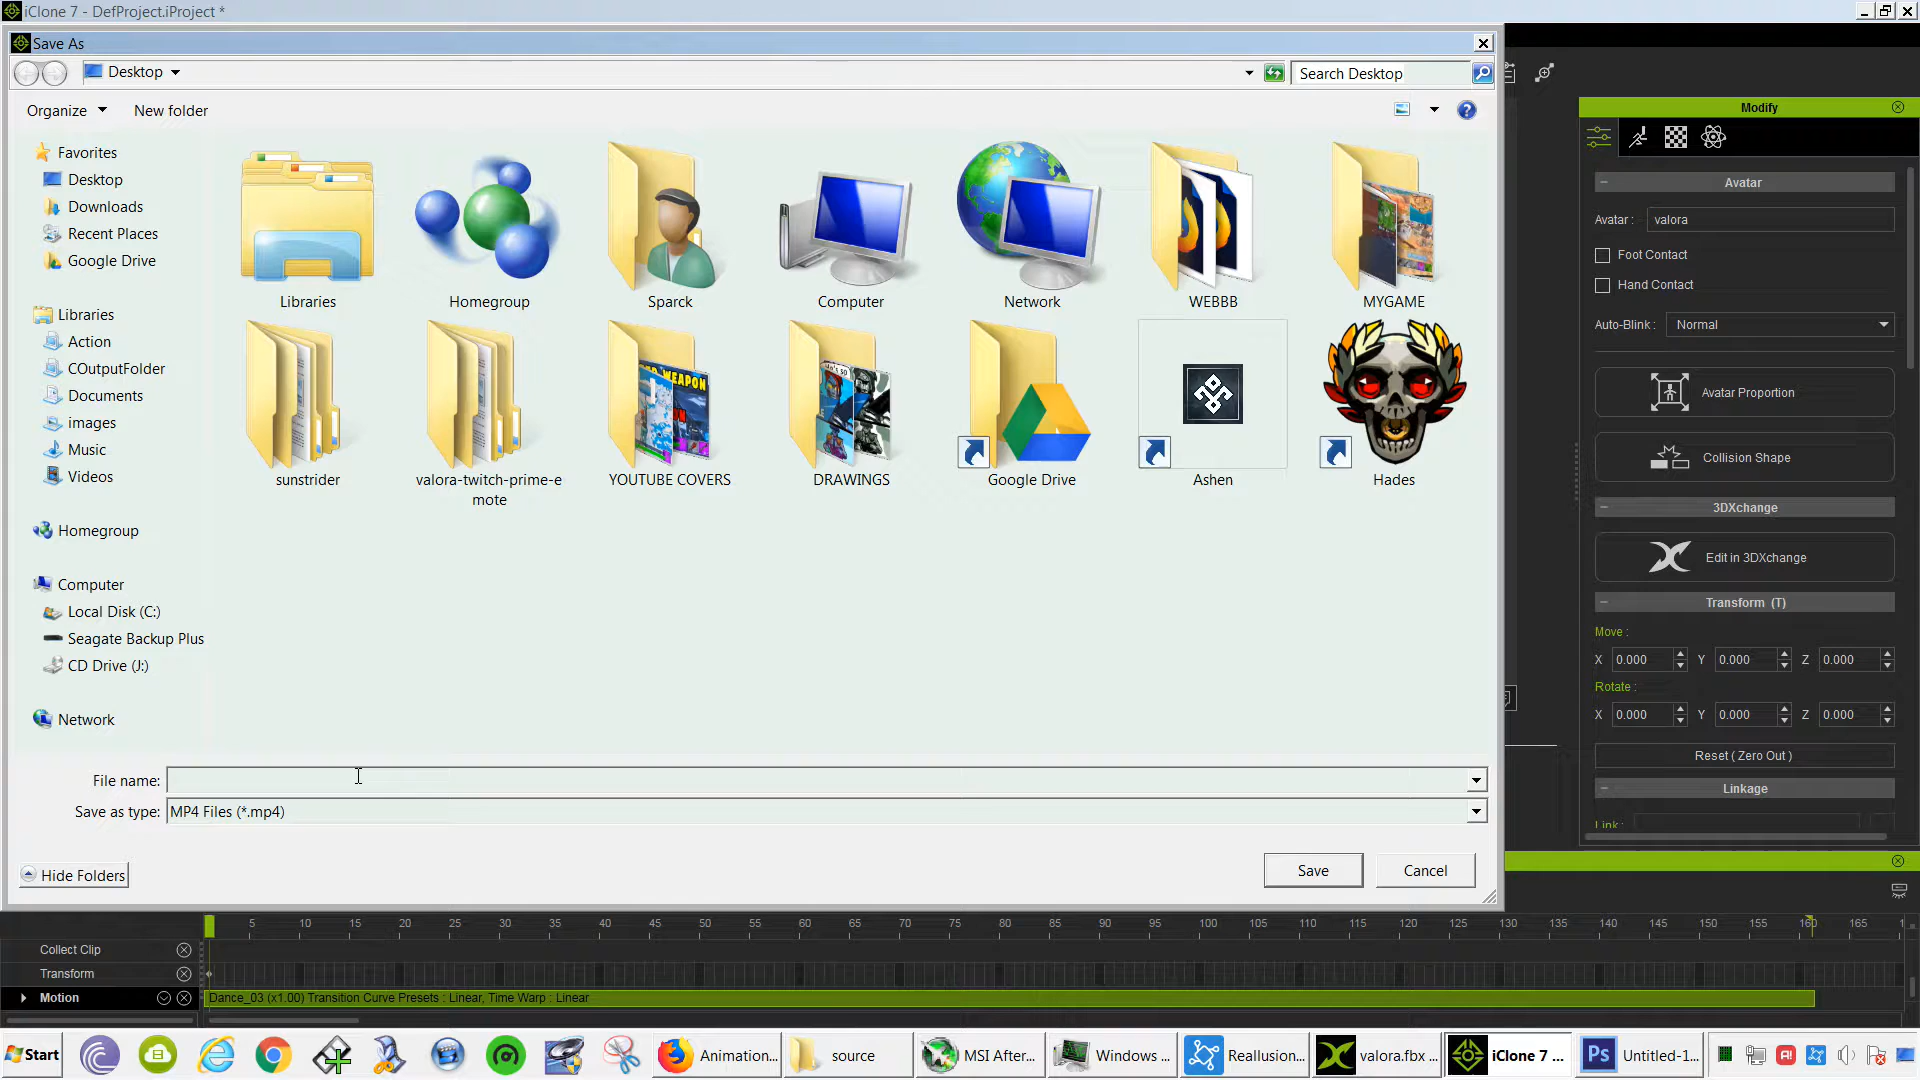 iClone 7 - DefProject.iProject *
Save As
Desktop
Search Desktop
Organize
New folder
Favorites
Desktop
Downloads
Recent Places
Google Drive
Libraries
Action
COutputFolder
Documents
images
Music
Videos
Homegroup
Computer
Local Disk (C:)
Seagate Backup Plus
CD Drive (J:)
Network
Libraries
Homegroup
Sparck
Computer
Network
WEBBB
MYGAME
sunstrider
valora-twitch-prime-e
mote
YOUTUBE COVERS
DRAWINGS
Google Drive
Ashen
Hades
File name:
Save as type:
MP4 Files (*.mp4)
Hide Folders
Save
Cancel
Modify
Avatar
Avatar :
valora
Foot Contact
Hand Contact
Auto-Blink :
Normal
Avatar Proportion
Collision Shape
3DXchange
Edit in 3DXchange
Transform (T)
Move :
X 0.000 Y 0.000 Z 0.000
Rotate :
X 0.000 Y 0.000 Z 0.000
Reset ( Zero Out )
Linkage
Link :
5 10 15 20 25 30 35 40 45 50 55 60 65 70 75 80 85 90 95 100 105 110 115 120 125 130 135 140 145 150 155 160 165
Collect Clip
Transform
Motion
Dance_03 (x1.00) Transition Curve Presets : Linear, Time Warp : Linear
Start
Animation...
source
MSI After...
Windows ...
Reallusion...
valora.fbx ...
iClone 7 ...
Ps
Untitled-1...